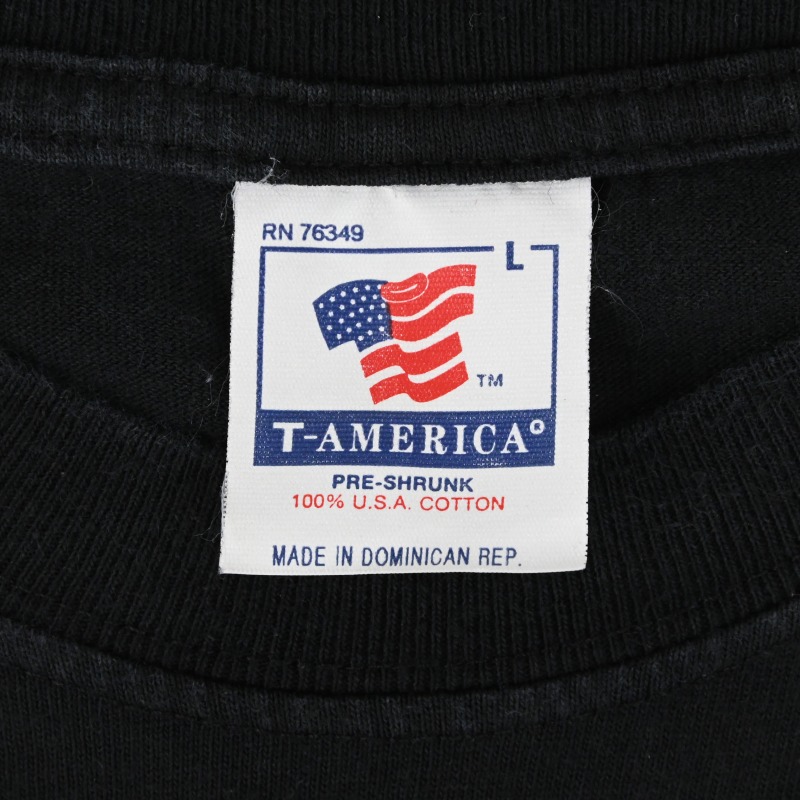 RN 76349
L
TM
T-AMERICA®
PRE-SHRUNK
100% U.S.A. COTTON
MADE IN DOMINICAN REP.